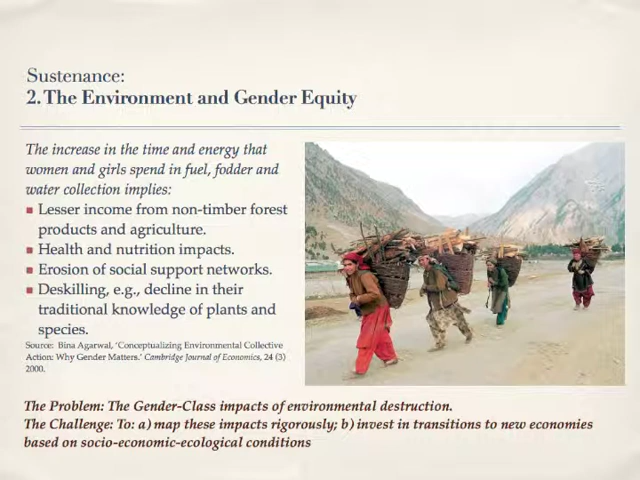 Sustenance:
2. The Environment and Gender Equity
The increase in the time and energy that
women and girls spend in fuel, fodder and
water collection implies:
Lesser income from non-timber forest
products and agriculture.
Health and nutrition impacts.
Erosion of social support networks.
Deskilling, e.g., decline in their
traditional knowledge of plants and
species.
Source: Bina Agarwal, 'Conceptualizing Environmental Collective
Action: Why Gender Matters.' Cambridge Journal of Economics, 24 (3)
2000.
The Problem: The Gender-Class impacts of environmental destruction.
The Challenge: To: a) map these impacts rigorously; b) invest in transitions to new economies
based on socio-economic-ecological conditions